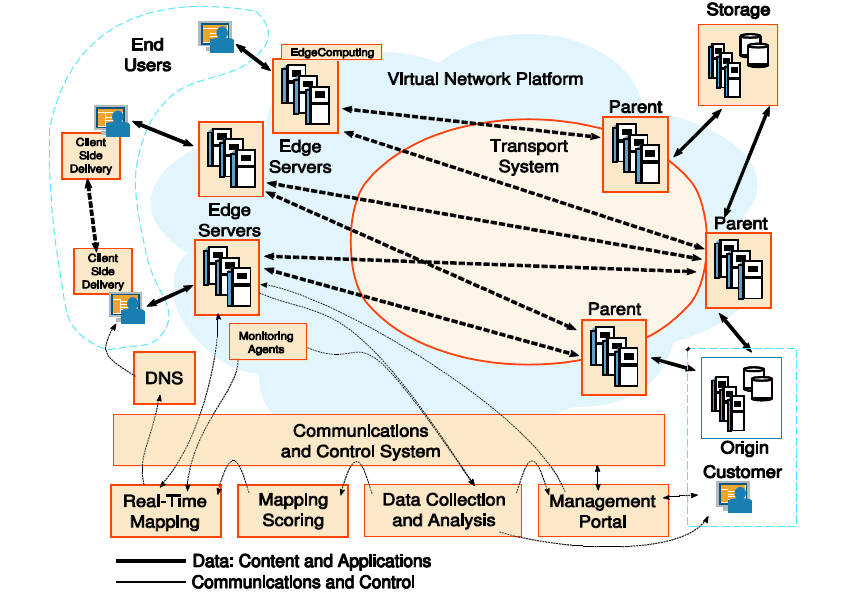 Storage
End
Users
EdgeComputing
Virtual Network Platform
Parent
Client
Side
Delivery
Edge
Servers
Transport
System
Edge
Servers
Parent
Client
Side
Delivery
Parent
Monitoring
Agents
DNS
Communications
and Control System
Origin
Customer
Real-Time
Mapping
Mapping
Scoring
Data Collection
and Analysis
Management
Portal
Data: Content and Applications
Communications and Control